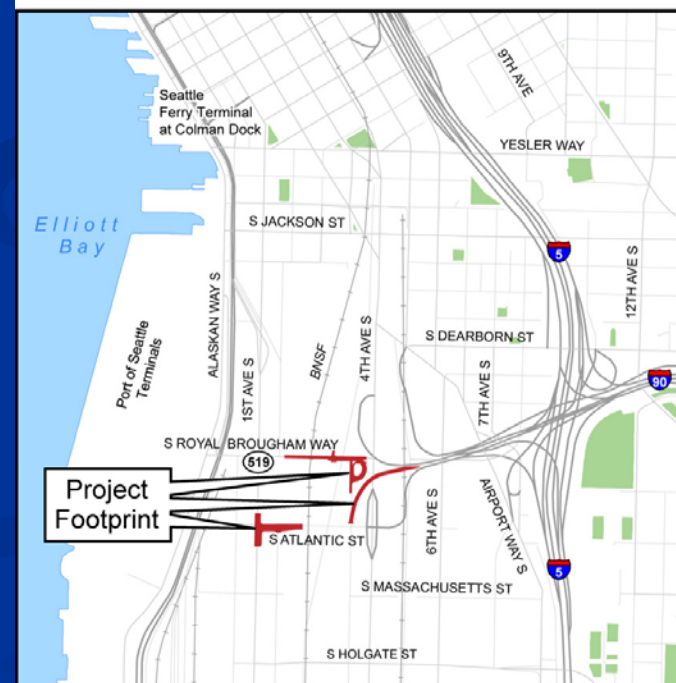 9TH AVE
Seattle
Ferry Terminal
at Colman Dock
YESLER WAY
Elliott
Bay
S JACKSON ST
5
12TH AVE S
ALASKAN WAY S
Port of Seattle
Terminals
1ST AVE S
BNSF
4TH AVE S
S DEARBORN ST
7TH AVE S
90
S ROYAL BROUGHAM WAY
519
Project
Footprint
6TH AVE S
AIRPORT WAY S
S ATLANTIC ST
5
S MASSACHUSETTS ST
S HOLGATE ST